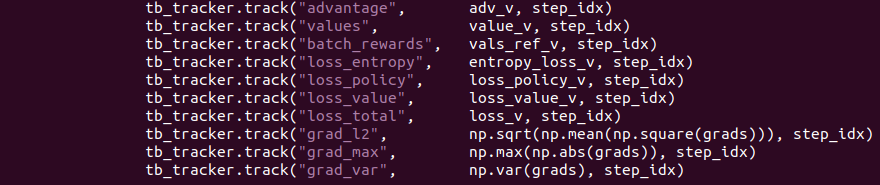 tb_tracker.track("advantage",       adv_v, step_idx)
tb_tracker.track("values",          value_v, step_idx)
tb_tracker.track("batch_rewards",   vals_ref_v, step_idx)
tb_tracker.track("loss_entropy",    entropy_loss_v, step_idx)
tb_tracker.track("loss_policy",     loss_policy_v, step_idx)
tb_tracker.track("loss_value",      loss_value_v, step_idx)
tb_tracker.track("loss_total",      loss_v, step_idx)
tb_tracker.track("grad_l2",         np.sqrt(np.mean(np.square(grads))), step_idx)
tb_tracker.track("grad_max",        np.max(np.abs(grads)), step_idx)
tb_tracker.track("grad_var",        np.var(grads), step_idx)